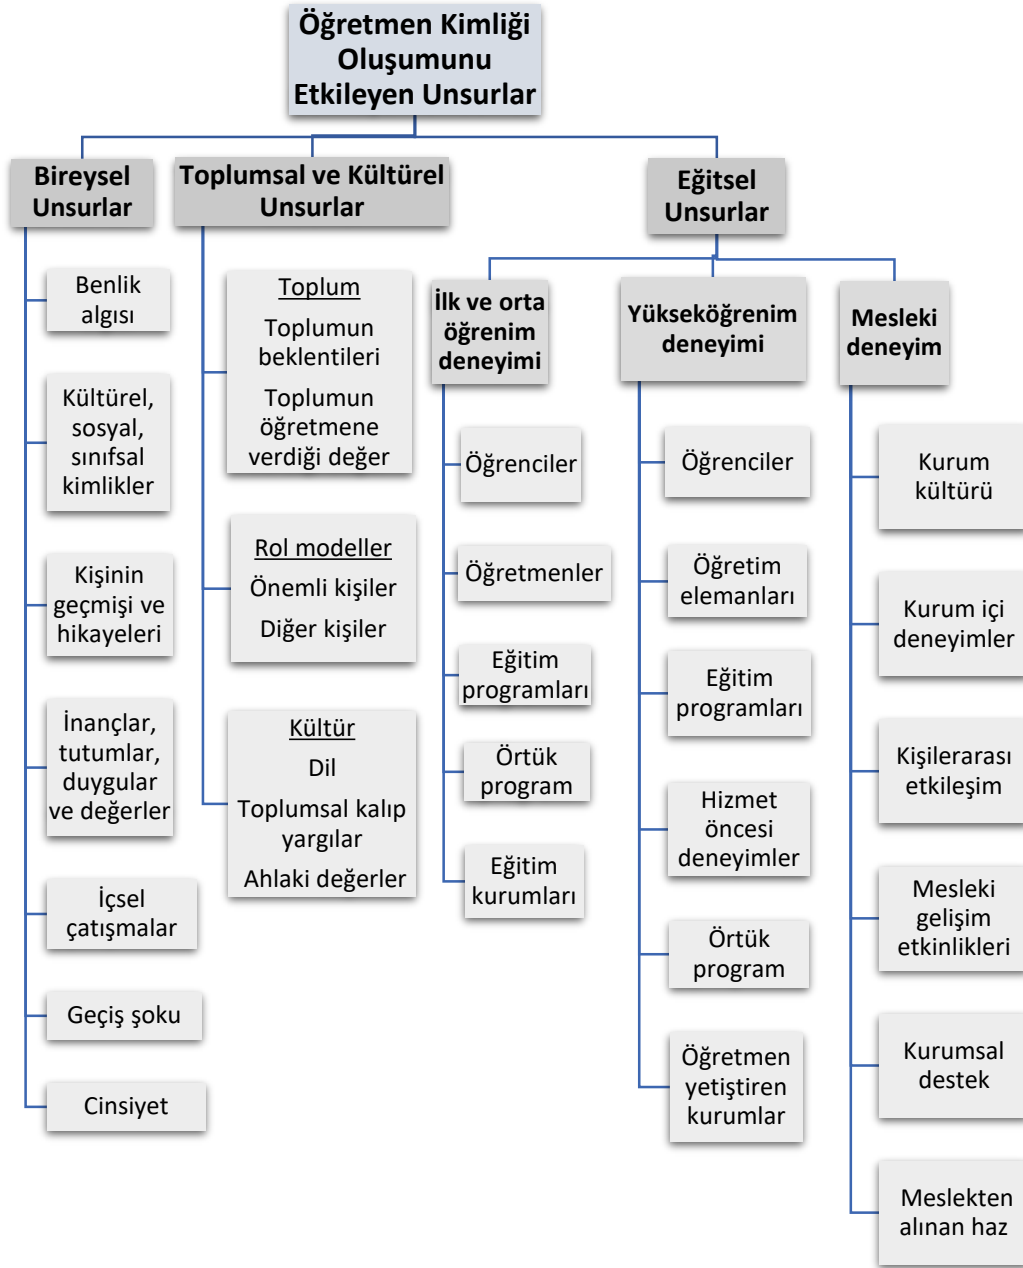 Öğretmen Kimliği
Oluşumunu
Etkileyen Unsurlar
Bireysel
Unsurlar
Benlik
algısı
Kültürel,
sosyal,
sınıfsal
kimlikler
Kişinin
geçmişi ve
hikayeleri
İnançlar,
tutumlar,
duygular
ve değerler
İçsel
çatışmalar
Geçiş şoku
Cinsiyet
Toplumsal ve Kültürel
Unsurlar
Toplum
Toplumun
beklentileri
Toplumun
öğretmene
verdiği değer
Rol modeller
Önemli kişiler
Diğer kişiler
Kültür
Dil
Toplumsal kalıp
yargılar
Ahlaki değerler
Eğitsel
Unsurlar
İlk ve orta
öğrenim
deneyimi
Öğrenciler
Öğretmenler
Eğitim
programları
Örtük
program
Eğitim
kurumları
Yükseköğrenim
deneyimi
Öğrenciler
Öğretim
elemanları
Eğitim
programları
Hizmet
öncesi
deneyimler
Örtük
program
Öğretmen
yetiştiren
kurumlar
Mesleki
deneyim
Kurum
kültürü
Kurum içi
deneyimler
Kişilerarası
etkileşim
Mesleki
gelişim
etkinlikleri
Kurumsal
destek
Meslekten
alınan haz